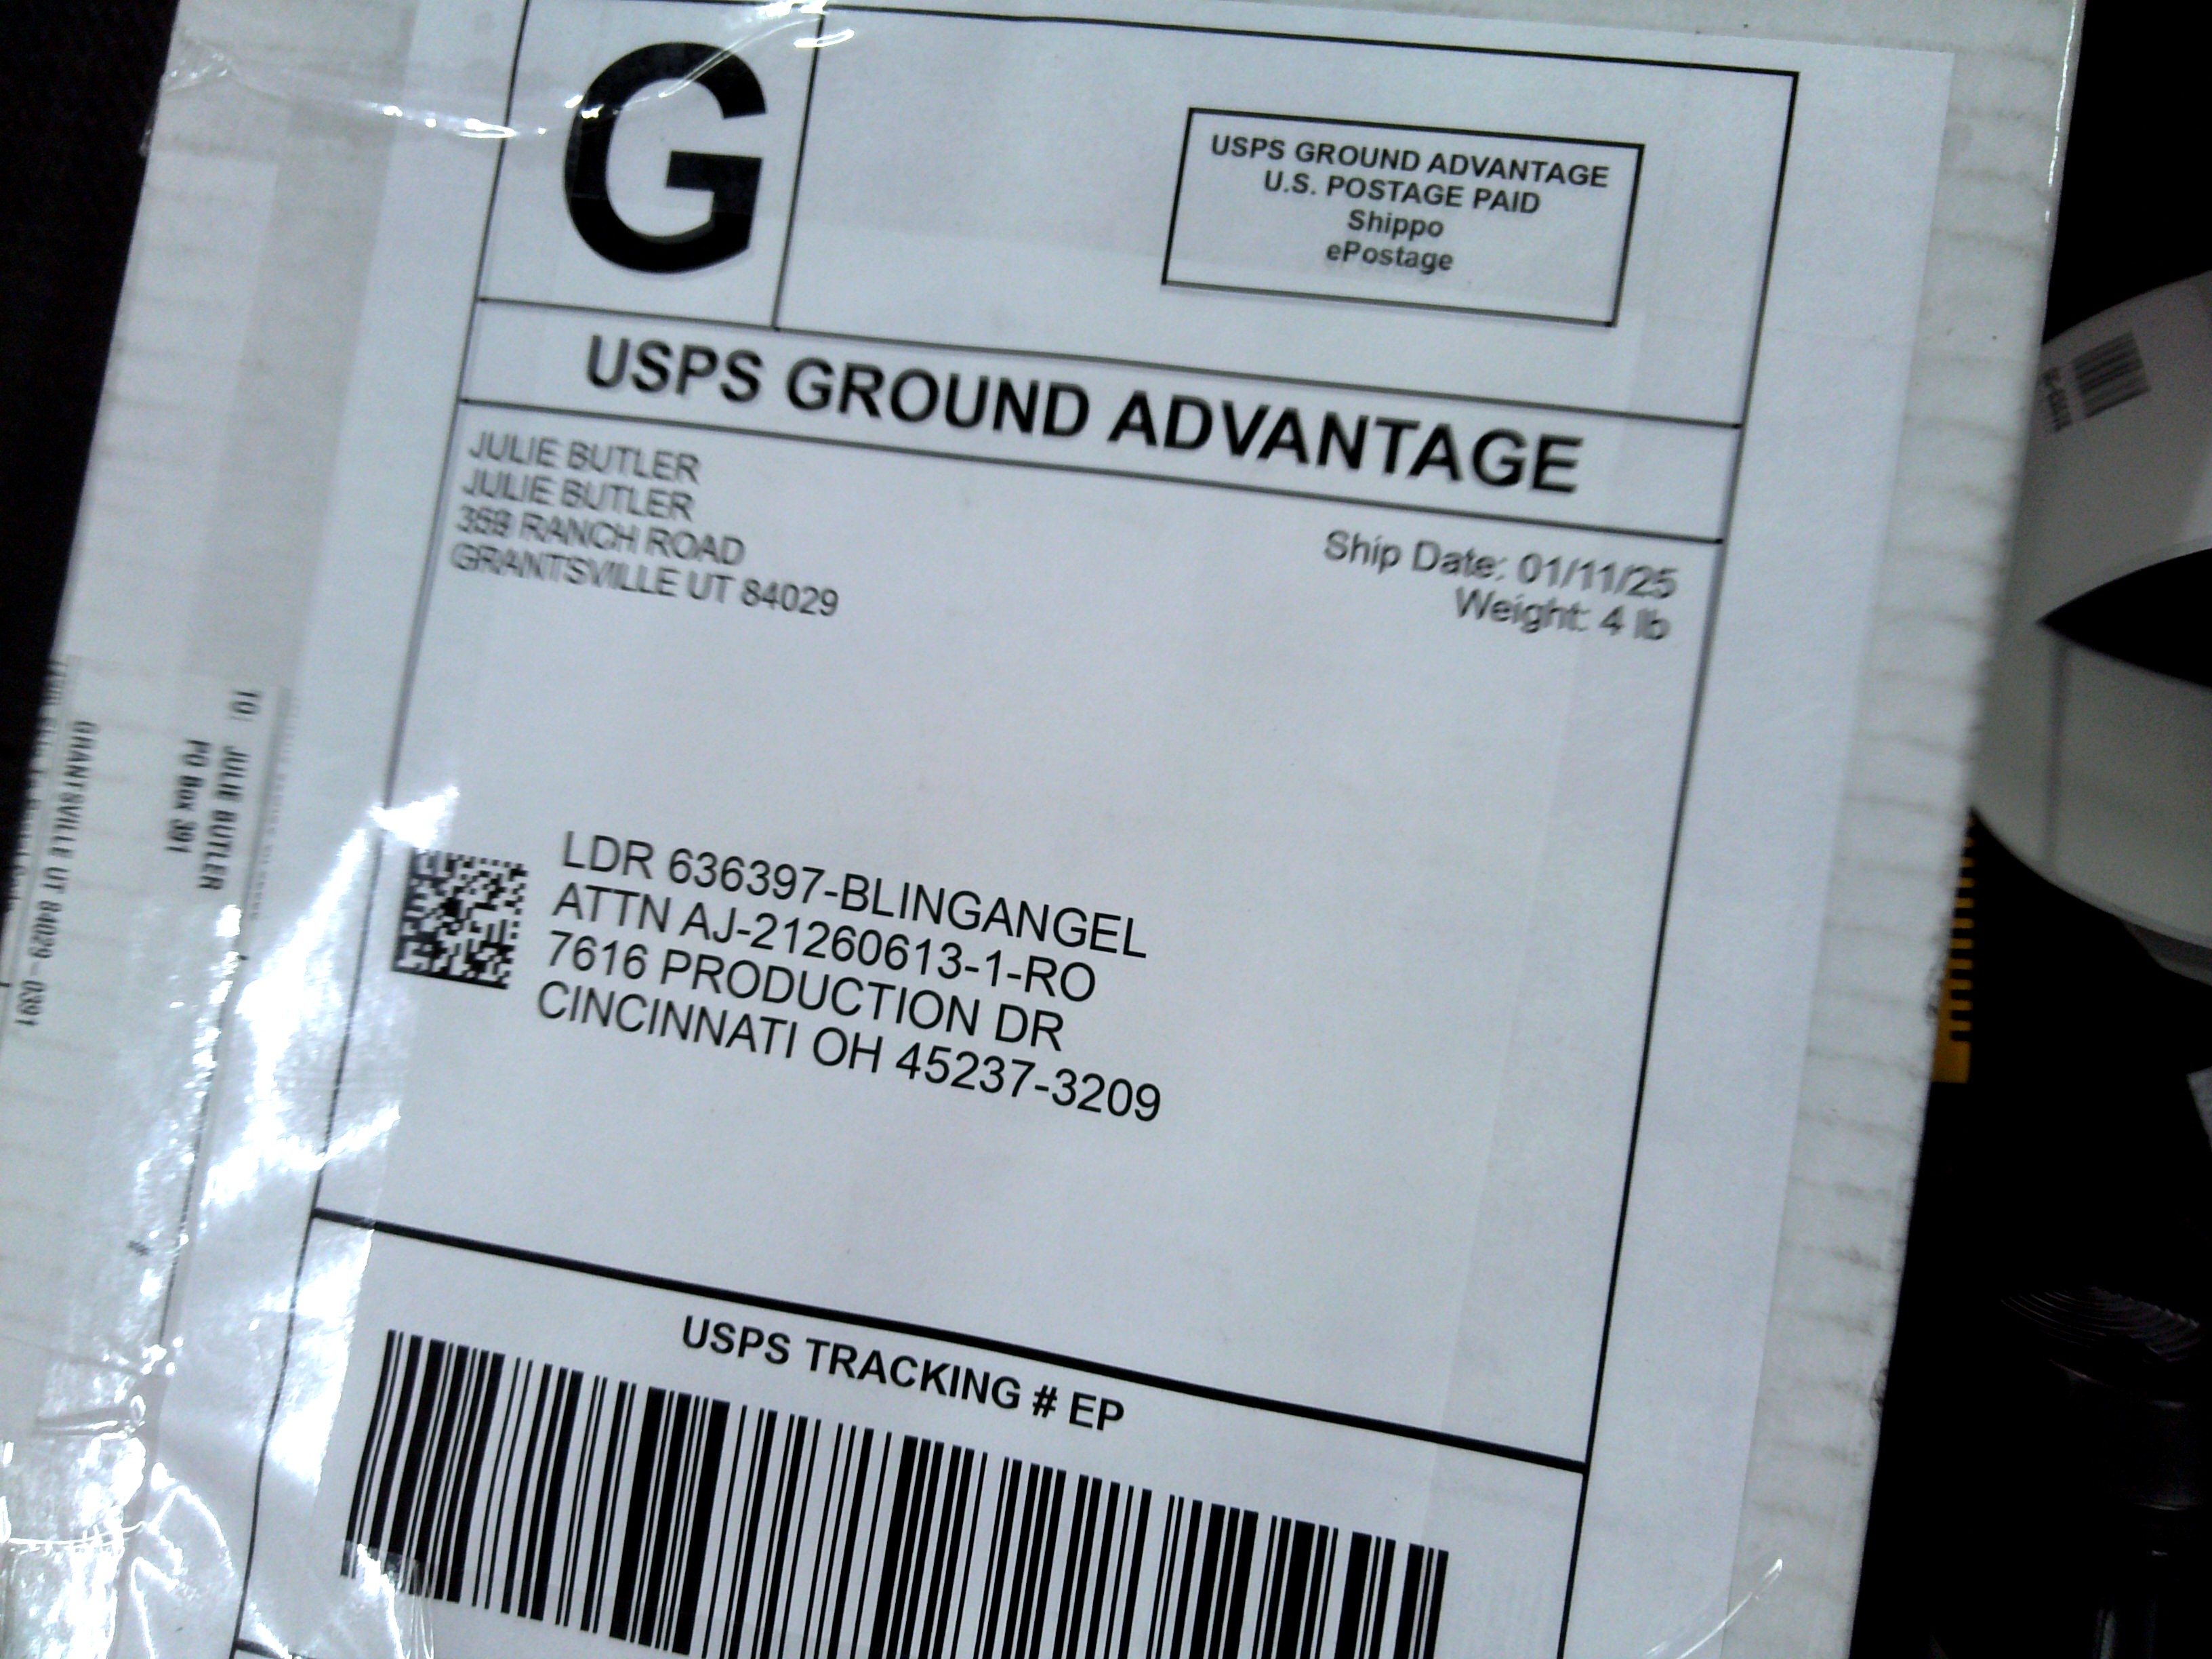 G
USPS GROUND ADVANTAGE
U.S. POSTAGE PAID
Shippo
ePostage
USPS GROUND ADVANTAGE
JULIE BUTLER
JULIE BUTLER
359 RANCH ROAD
GRANTSVILLE UT 84029
Ship Date: 01/11/25
Weight: 4 lb
LDR 636397-BLINGANGEL
ATTN AJ-21260613-1-RO
7616 PRODUCTION DR
CINCINNATI OH 45237-3209
USPS TRACKING # EP
TO: JULIE BUTLER
PO Box 391
GRANTSVILLE UT 84029-0391
#